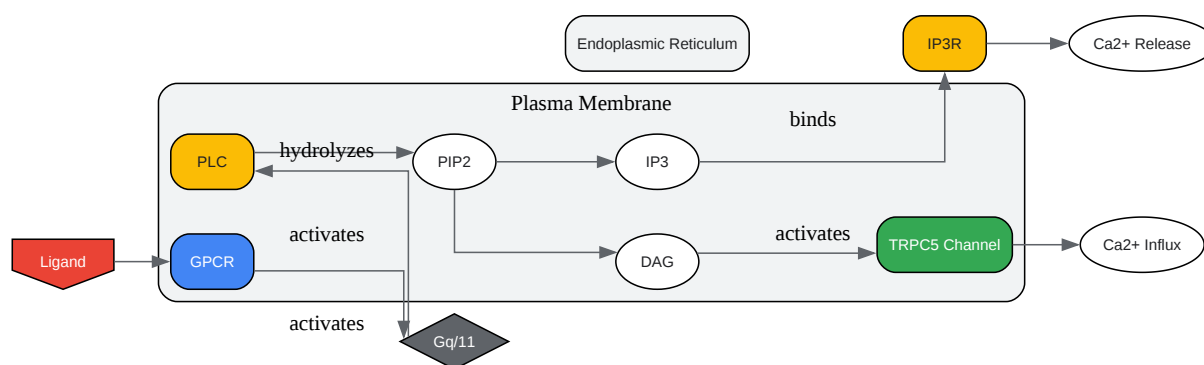 Endoplasmic Reticulum
IP3R
Ca2+ Release
Plasma Membrane
binds
PLC
hydrolyzes
PIP2
IP3
activates
activates
TRPC5 Channel
Ca2+ Influx
Ligand
GPCR
DAG
activates
Gq/11